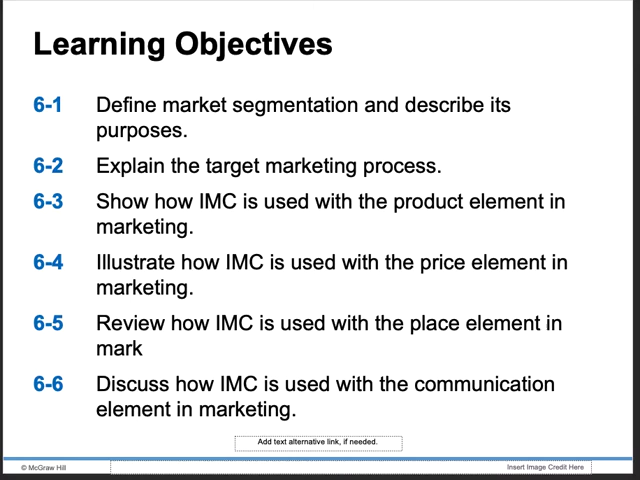 Learning Objectives
6-1 Define market segmentation and describe its
purposes.
6-2 Explain the target marketing process.
6-3 Show how IMC is used with the product element in
marketing.
6-4 Illustrate how IMC is used with the price element in
marketing.
6-5 Review how IMC is used with the place element in
mark
6-6 Discuss how IMC is used with the communication
element in marketing.
Add text alternative link, if needed.
© McGraw Hill
Insert Image Credit Here